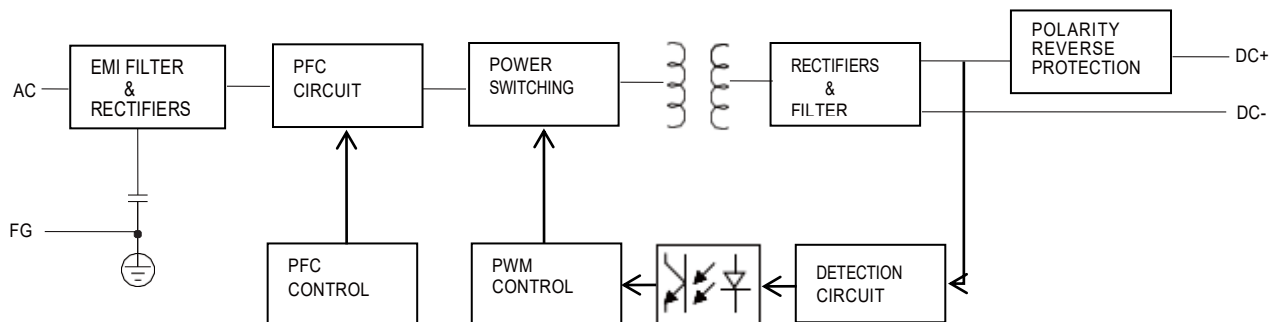 AC
EMI FILTER
&
RECTIFIERS
PFC
CIRCUIT
POWER
SWITCHING
RECTIFIERS
&
FILTER
POLARITY
REVERSE
PROTECTION
DC+
DC-
FG
PFC
CONTROL
PWM
CONTROL
DETECTION
CIRCUIT